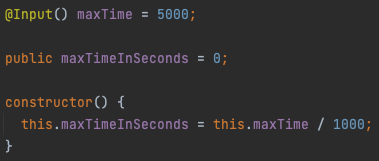 @Input() maxTime = 5000;
public maxTimeInSeconds = 0;
constructor() {
this.maxTimeInSeconds = this.maxTime / 1000;
}